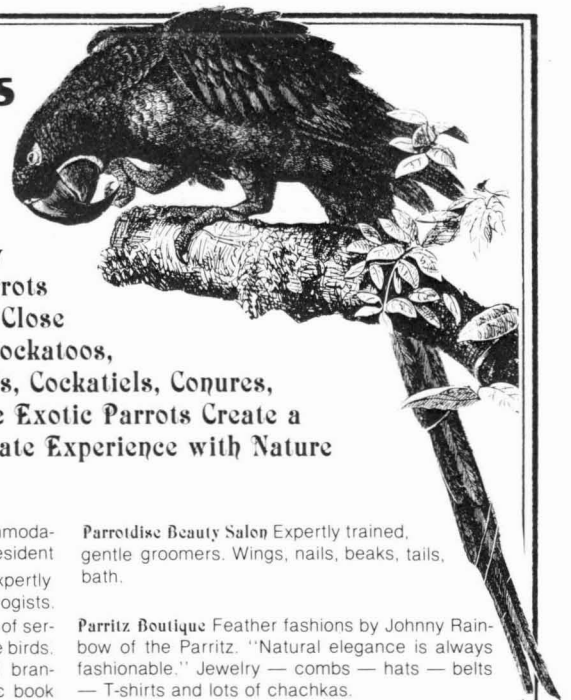 s
y
rots
Close
ockatoos,
s, Cockatiels, Conures,
e Exotic Parrots Create a
ate Experience with Nature
moda-
esident
xpertly
ogists.
of ser-
e birds.
bran-
c book
Parrotdise Beauty Salon Expertly trained,
gentle groomers. Wings, nails, beaks, tails,
bath.
Parritz Boutique Feather fashions by Johnny Rain-
bow of the Parritz. "Natural elegance is always
fashionable." Jewelry — combs — hats — belts
— T-shirts and lots of chachkas.